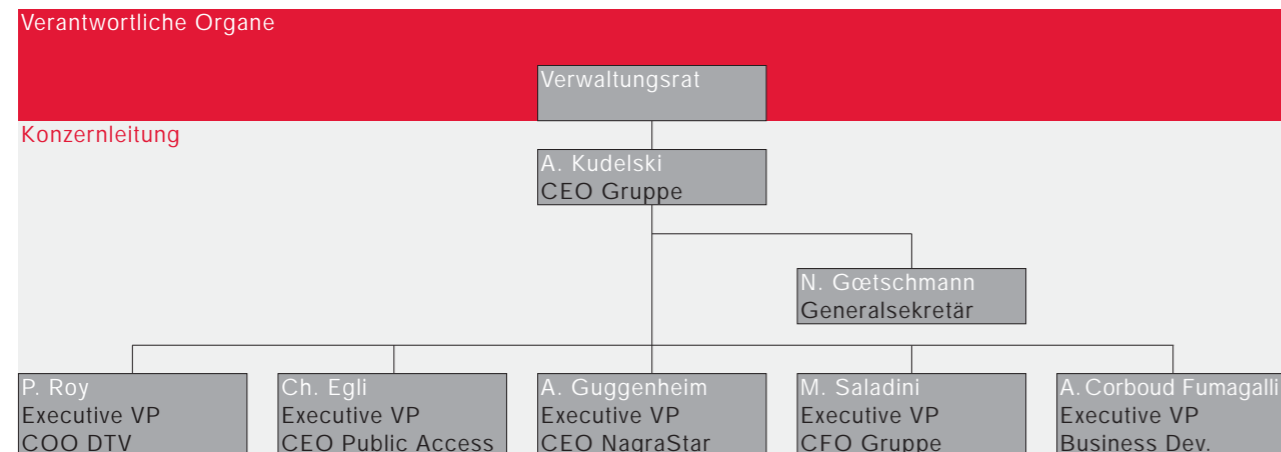 Verantwortliche Organe
Verwaltungsrat
Konzernleitung
A. Kudelski
CEO Gruppe
N. Gœtschmann
Generalsekretär
P. Roy
Executive VP
COO DTV
Ch. Egli
Executive VP
CEO Public Access
A. Guggenheim
Executive VP
CEO NagraStar
M. Saladini
Executive VP
CFO Gruppe
A. Corboud Fumagalli
Executive VP
Business Dev.